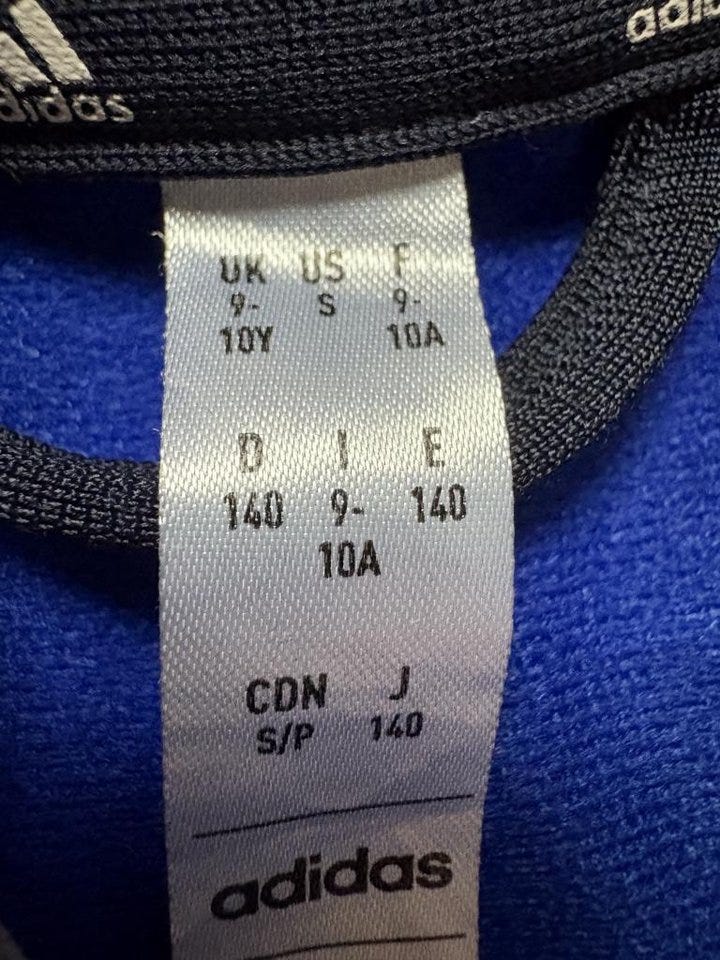 adidas
adidas
UK US F
9- S 9-
10Y 10A
D I E
140 9- 140
10A
CDN J
S/P 140
adidas